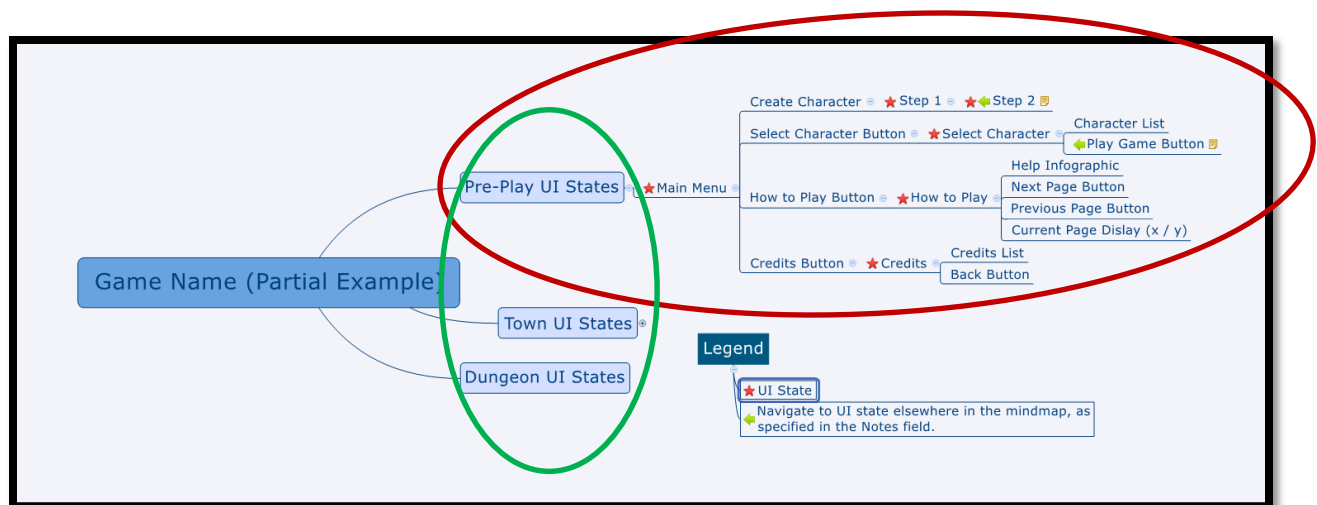 Game Name (Partial Example)
Pre-Play UI States
Main Menu
Create Character
Step 1
Step 2
Select Character Button
Select Character
Character List
Play Game Button
How to Play Button
How to Play
Help Infographic
Next Page Button
Previous Page Button
Current Page Dislay (x / y)
Credits Button
Credits
Credits List
Back Button
Town UI States
Dungeon UI States
Legend
UI State
Navigate to UI state elsewhere in the mindmap, as
specified in the Notes field.